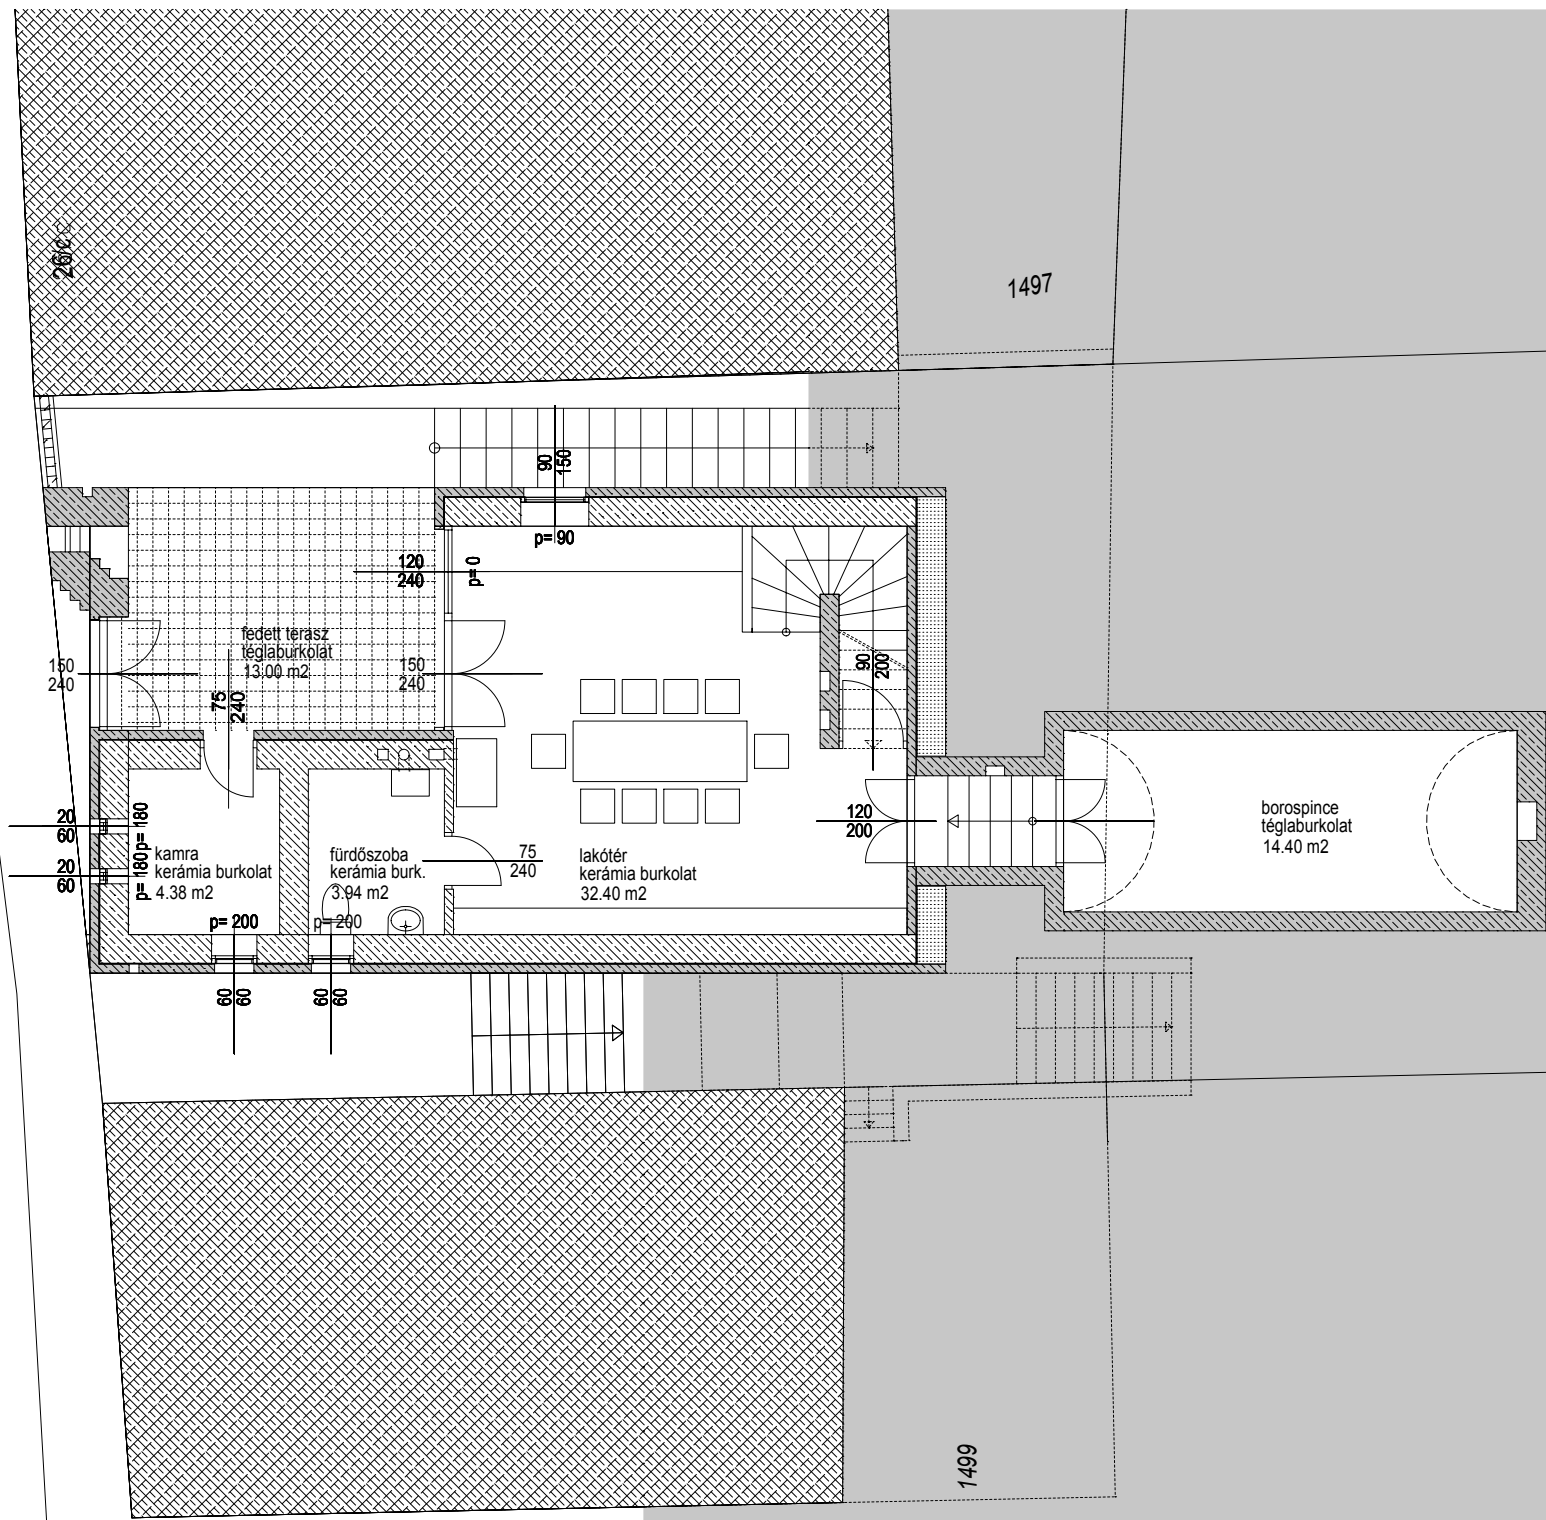 1497
90
150
p= 90
120
240
p= 0
fedett terasz
téglaburkolat
13.00 m2
150
240
150
240
75
240
90
200
20
60
p= 180
20
60
p= 180
kamra
kerámia burkolat
4.38 m2
fürdőszoba
kerámia burk.
3.94 m2
75
240
lakótér
kerámia burkolat
32.40 m2
120
200
borospince
téglaburkolat
14.40 m2
p= 200
p= 200
60
60
60
60
1499